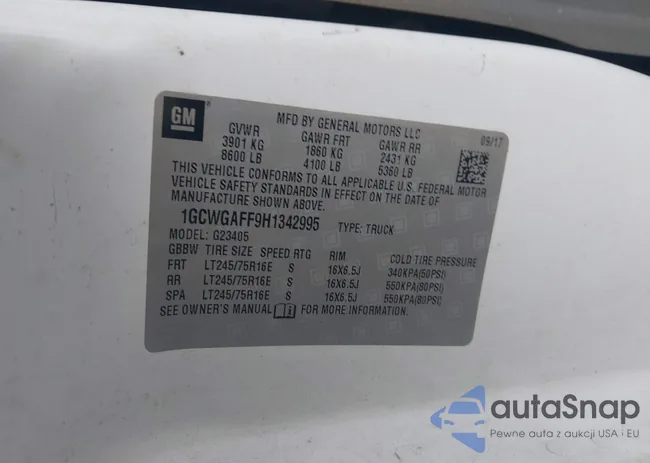 GM
MFD BY GENERAL MOTORS LLC
09/17
GVWR GAWR FRT GAWR RR
3901 KG 1860 KG 2431 KG
8600 LB 4100 LB 5360 LB
THIS VEHICLE CONFORMS TO ALL APPLICABLE U.S. FEDERAL MOTOR
VEHICLE SAFETY STANDARDS IN EFFECT ON THE DATE OF
MANUFACTURE SHOWN ABOVE.
1GCWGAFF9H1342995 TYPE: TRUCK
MODEL: G23405
GBBW TIRE SIZE SPEED RTG RIM COLD TIRE PRESSURE
FRT LT245/75R16E S 16X6.5J 340KPA(50PSI)
RR LT245/75R16E S 16X6.5J 550KPA(80PSI)
SPA LT245/75R16E S 16X6.5J 550KPA(80PSI)
SEE OWNER'S MANUAL i FOR MORE INFORMATION.
autoSnap
Pewne auta z aukcji USA i EU